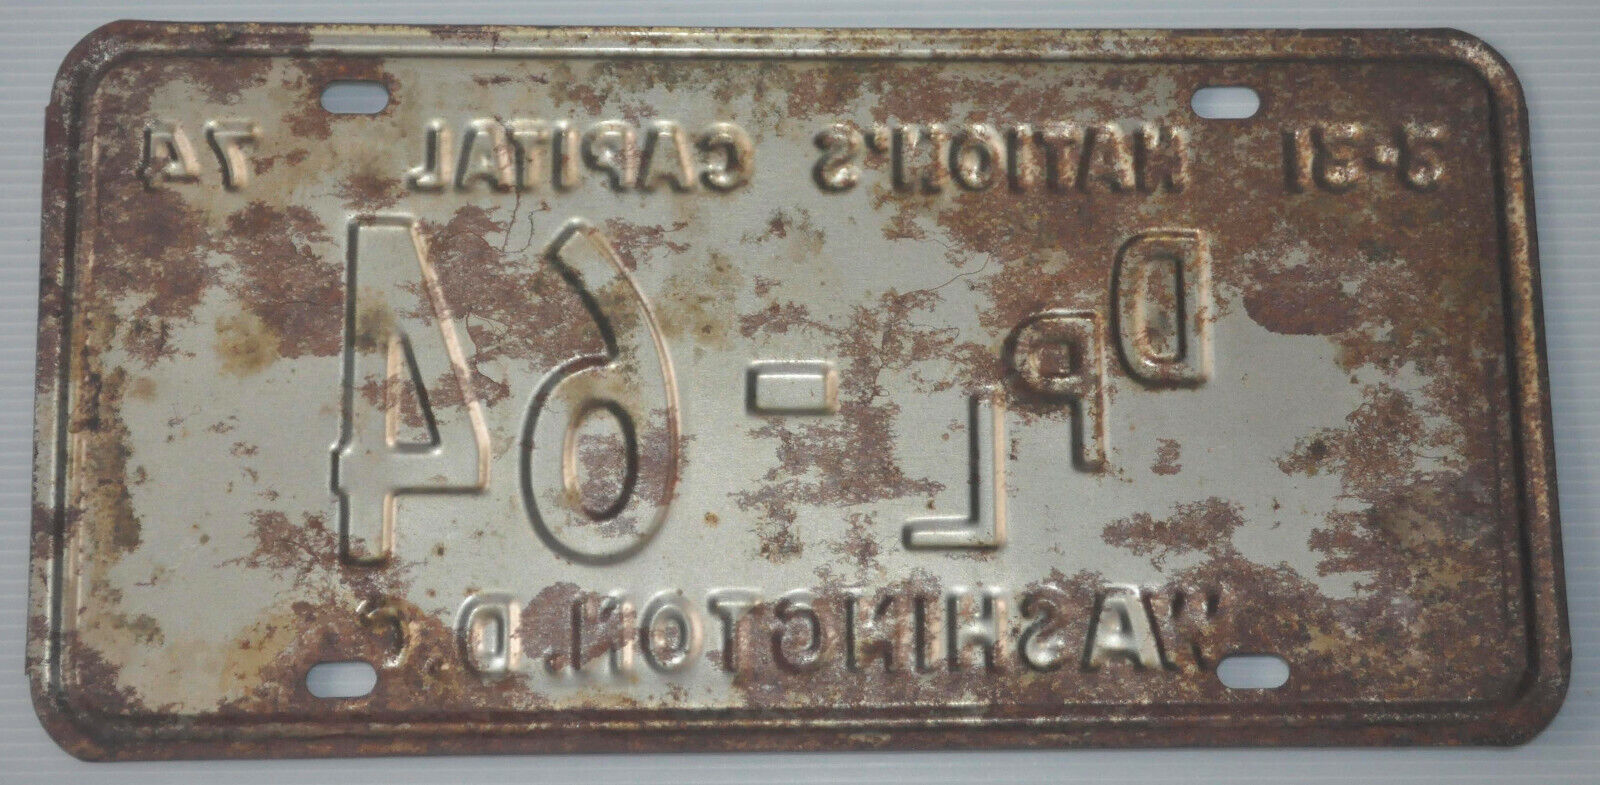 3-31 NATION'S CAPITAL 74
DPL-64
WASHINGTON, D.C.